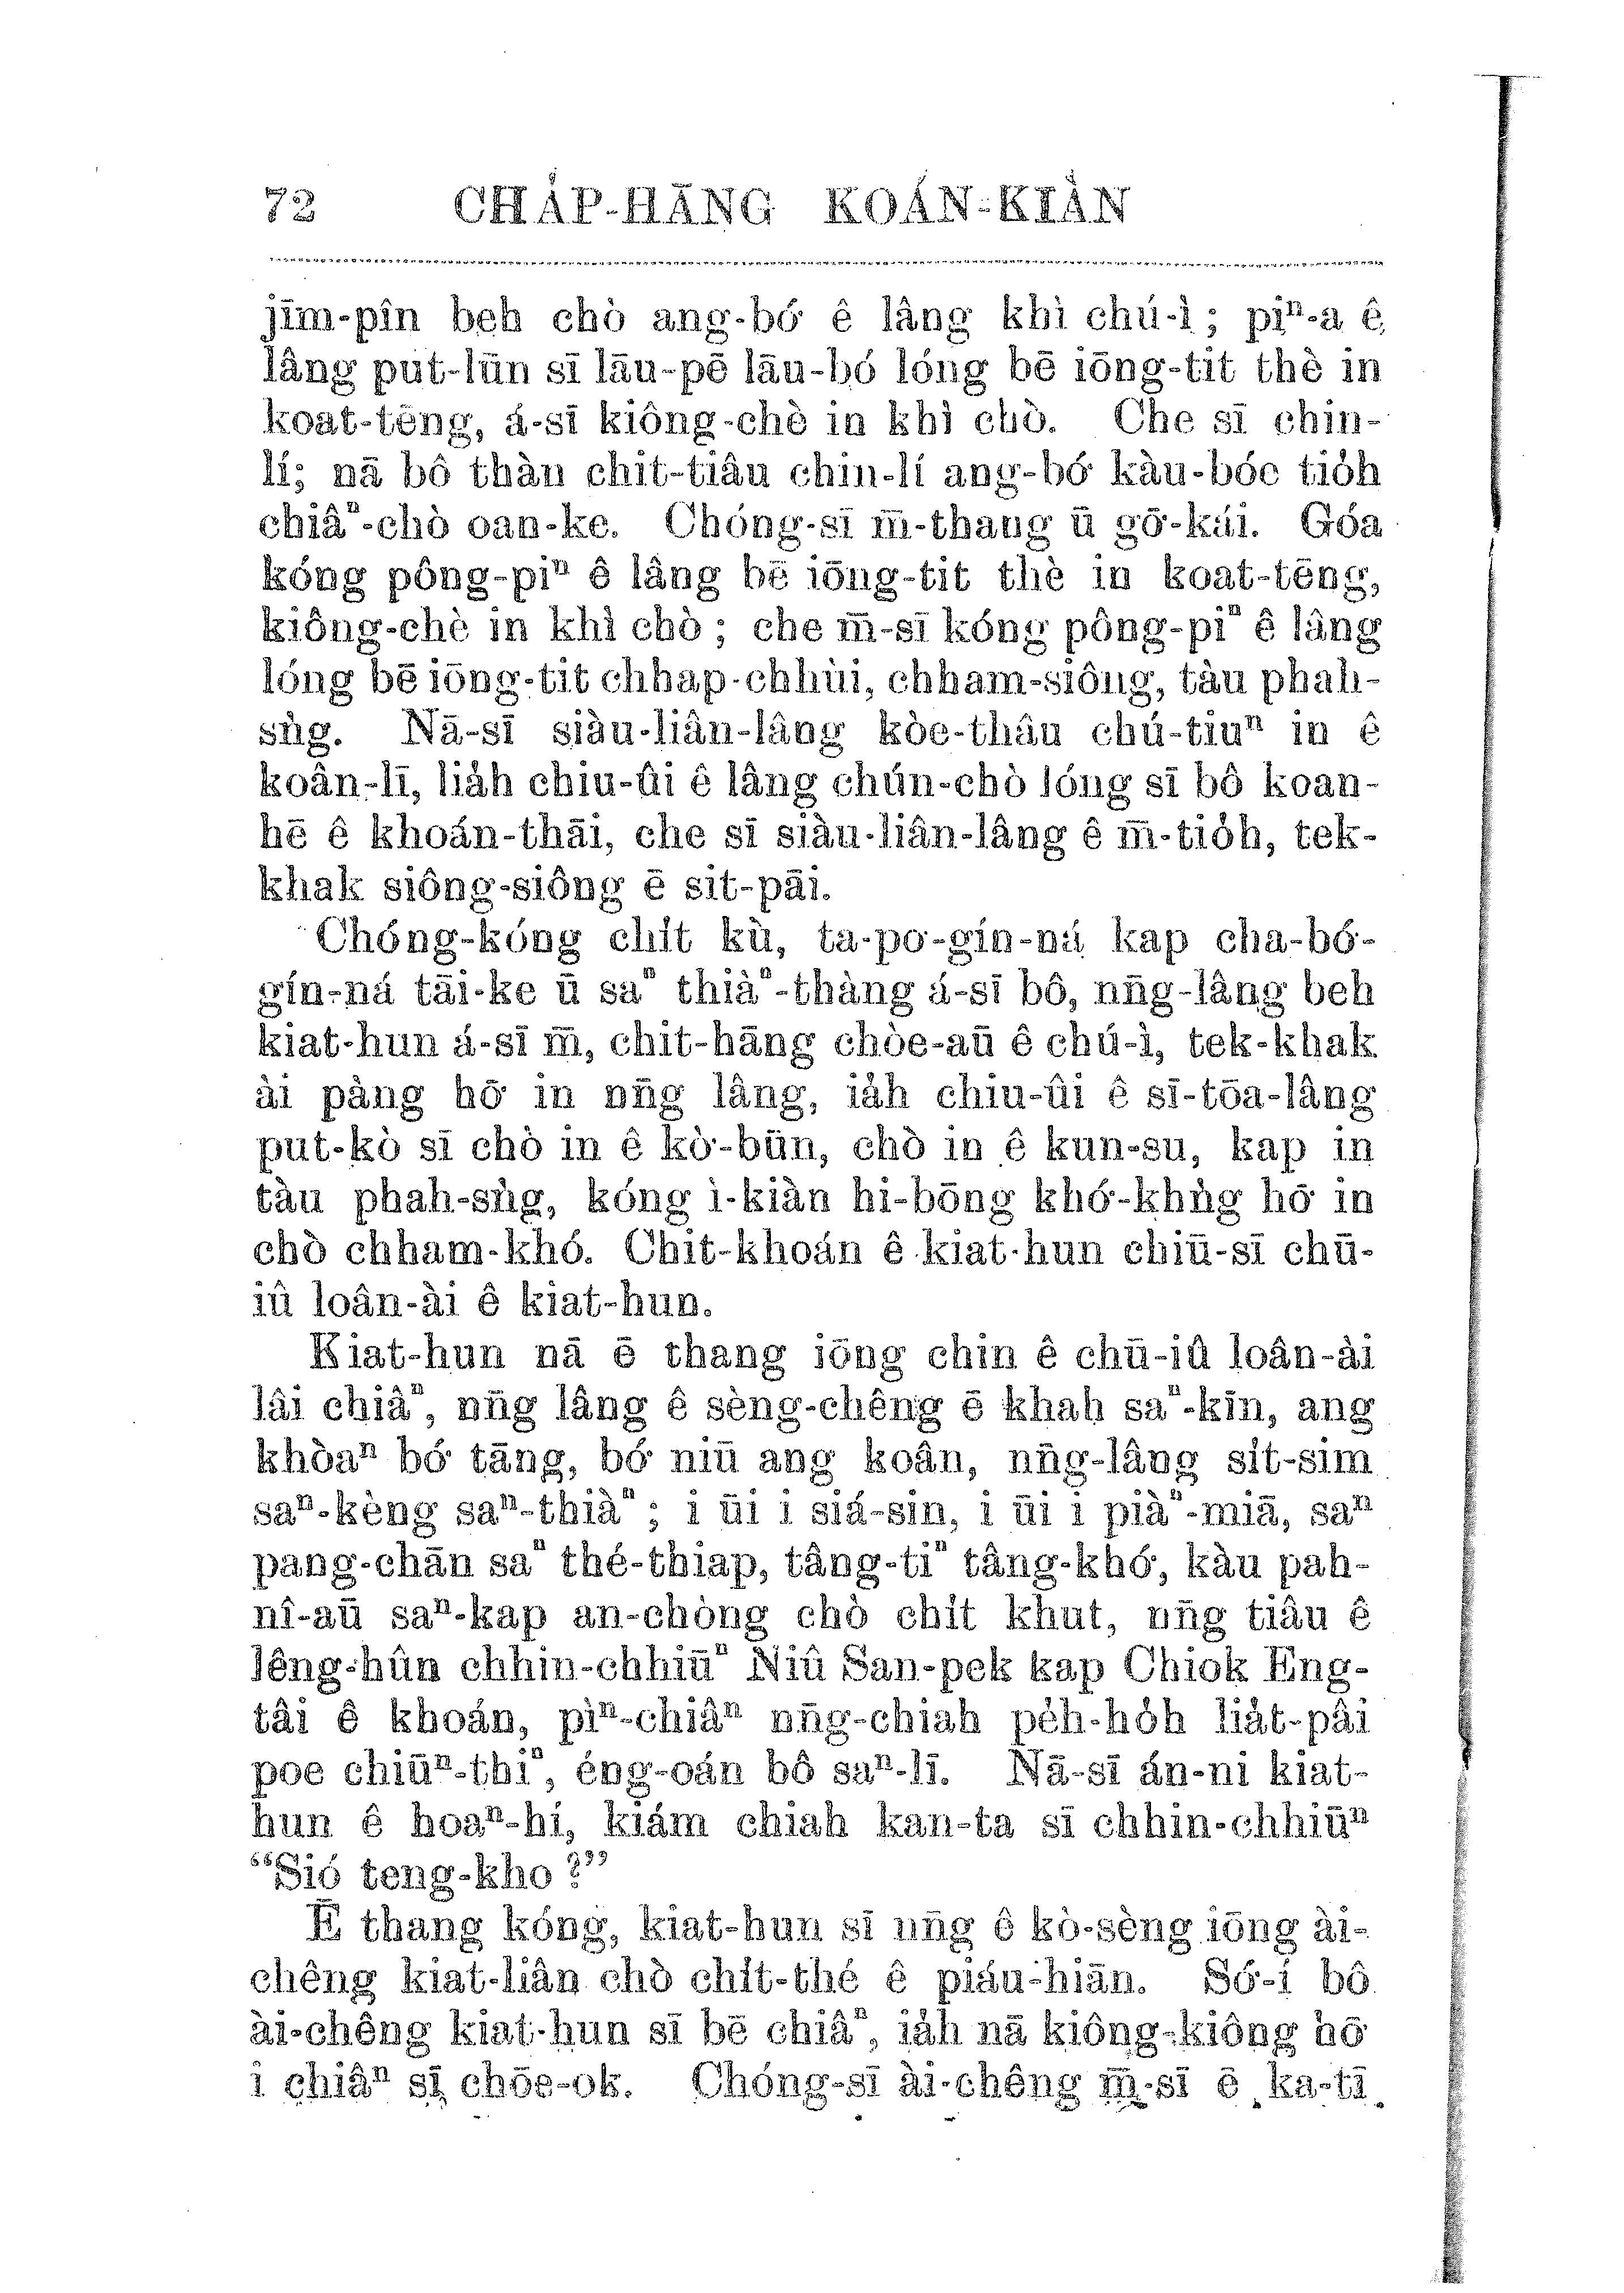 72 CHA̍P-HĀNG KOÁN-KIÀN
jīm-pīn beh chò ang-bó͘ ê lâng khì chú-ì; piⁿ-a ê
lâng put-lūn sī lāu-pē lāu-bó lóng bē iōng-tit thè in
koat-tēng, á-sī kiông-chè in khì chò. Che sī chin-
lí; nā bô thàn chit-tiâu chin-lí ang-bó͘ kàu-bóe tio̍h
chiâⁿ-chò oan-ke. Chóng-sī m̄-thang ū gō͘-kái. Góa
kóng pông-piⁿ ê lâng bē iōng-tit thè in koat-tēng,
kiông-chè in khì chò; che m̄-sī kóng pông-piⁿ ê lâng
lóng bē iōng-tit chhap-chhùi, chham-siông, tàu phah-
sǹg. Nā-sī siàu-liân-lâng kòe-thâu chú-tiuⁿ in ê
koân-lī, lia̍h chiu-ûi ê lâng chún-chò lóng sī bô koan-
hē ê khoán-thāi, che sī siàu-liân-lâng ê m̄-tio̍h, tek-
khak siông-siông ē sit-pāi.
Chóng-kóng chi̍t kù, ta-po͘-gín-ná kap cha-bó͘-
gín-ná tāi-ke ū saⁿ thiàⁿ-thàng á-sī bô, nn̄g-lâng beh
kiat-hun á-sī m̄, chit-hāng chòe-aū ê chú-ì, tek-khak
ài pàng hō͘ in nn̄g lâng, ia̍h chiu-ûi ê sī-tōa-lâng
put-kò sī chò in ê kò͘-būn, chò in ê kun-su, kap in
tàu phah-sǹg, kóng ì-kiàn hi-bōng khó-khǹg hō͘ in
chò chham-khó. Chit-khoán ê kiat-hun chiū-sī chū-
iû loân-ài ê kiat-hun.
Kiat-hun nā ē thang iōng chin ê chū-iû loân-ài
lâi chiâⁿ, nn̄g lâng ê sèng-chêng ē khah saⁿ-kīn, ang
khòaⁿ bó͘ tāng, bó͘ niū ang koân, nn̄g-lâng si̍t-sim
saⁿ-kèng saⁿ-thiàⁿ; i ūi i siá-sin, i ūi i piàⁿ-miā, saⁿ
pang-chān saⁿ thé-thiap, tâng-tiⁿ tâng-khó͘, kàu pah-
nî-aū saⁿ-kap an-chòng chò chi̍t khut, nn̄g tiâu ê
lêng-hûn chhin-chhiūⁿ Niû San-pek kap Chiok Eng-
tâi ê khoán, pìⁿ-chiâⁿ nn̄g-chiah pe̍h-ho̍h lia̍t-pâi
poe chiūⁿ-thiⁿ, éng-oán bô saⁿ-lī. Nā-sī án-ni kiat-
hun ê hoaⁿ-hí, kiám chiah kan-ta sī chhin-chhiūⁿ
“Sió teng-kho?”
Ē thang kóng, kiat-hun sī nn̄g ê kò-sèng iōng ài-
chêng kiat-liân chò chi̍t-thé ê piáu-hiān. Só͘-í bô
ài-chêng kiat-hun sī bē chiâⁿ, ia̍h nā kiông-kiông hō͘
i chiâⁿ sī chōe-ok. Chóng-sī ài-chêng m̄-sī ē ka-tī